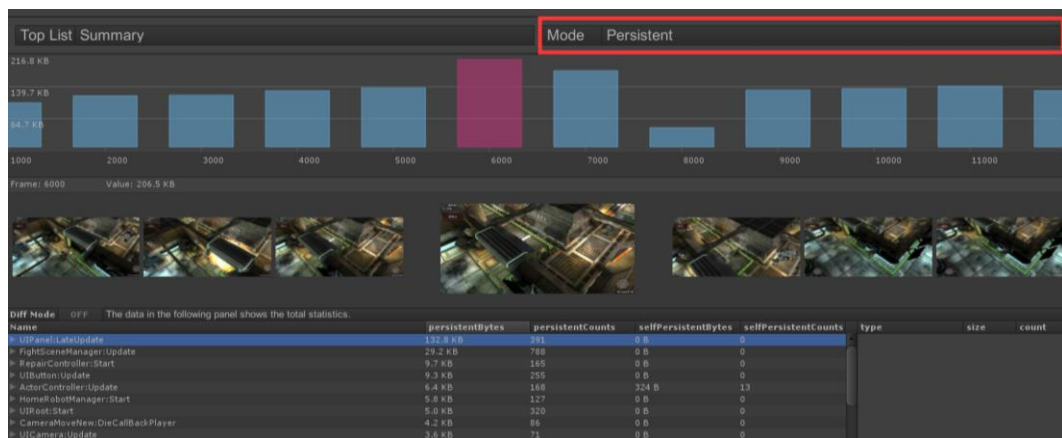 Top List Summary Mode Persistent
216.8 KB
139.7 KB
64.7 KB
1000 2000 3000 4000 5000 6000 7000 8000 9000 10000 11000
Frame: 6000 Value: 206.5 KB
Diff Mode OFF The data in the following panel shows the total statistics.
Name persistentBytes persistentCounts selfPersistentBytes selfPersistentCounts type size count
UIPanel:LateUpdate 132.8 KB 391 0 B 0
FightSceneManager:Update 29.2 KB 788 0 B 0
RepairController:Start 9.7 KB 165 0 B 0
UIButton:Update 9.3 KB 255 0 B 0
ActorController:Update 6.4 KB 168 324 B 13
HomeRobotManager:Start 5.8 KB 127 0 B 0
UIRoot:Start 5.0 KB 320 0 B 0
CameraMoveNew:DieCallBackPlayer 4.2 KB 86 0 B 0
UICamera:Update 3.6 KB 71 0 B 0